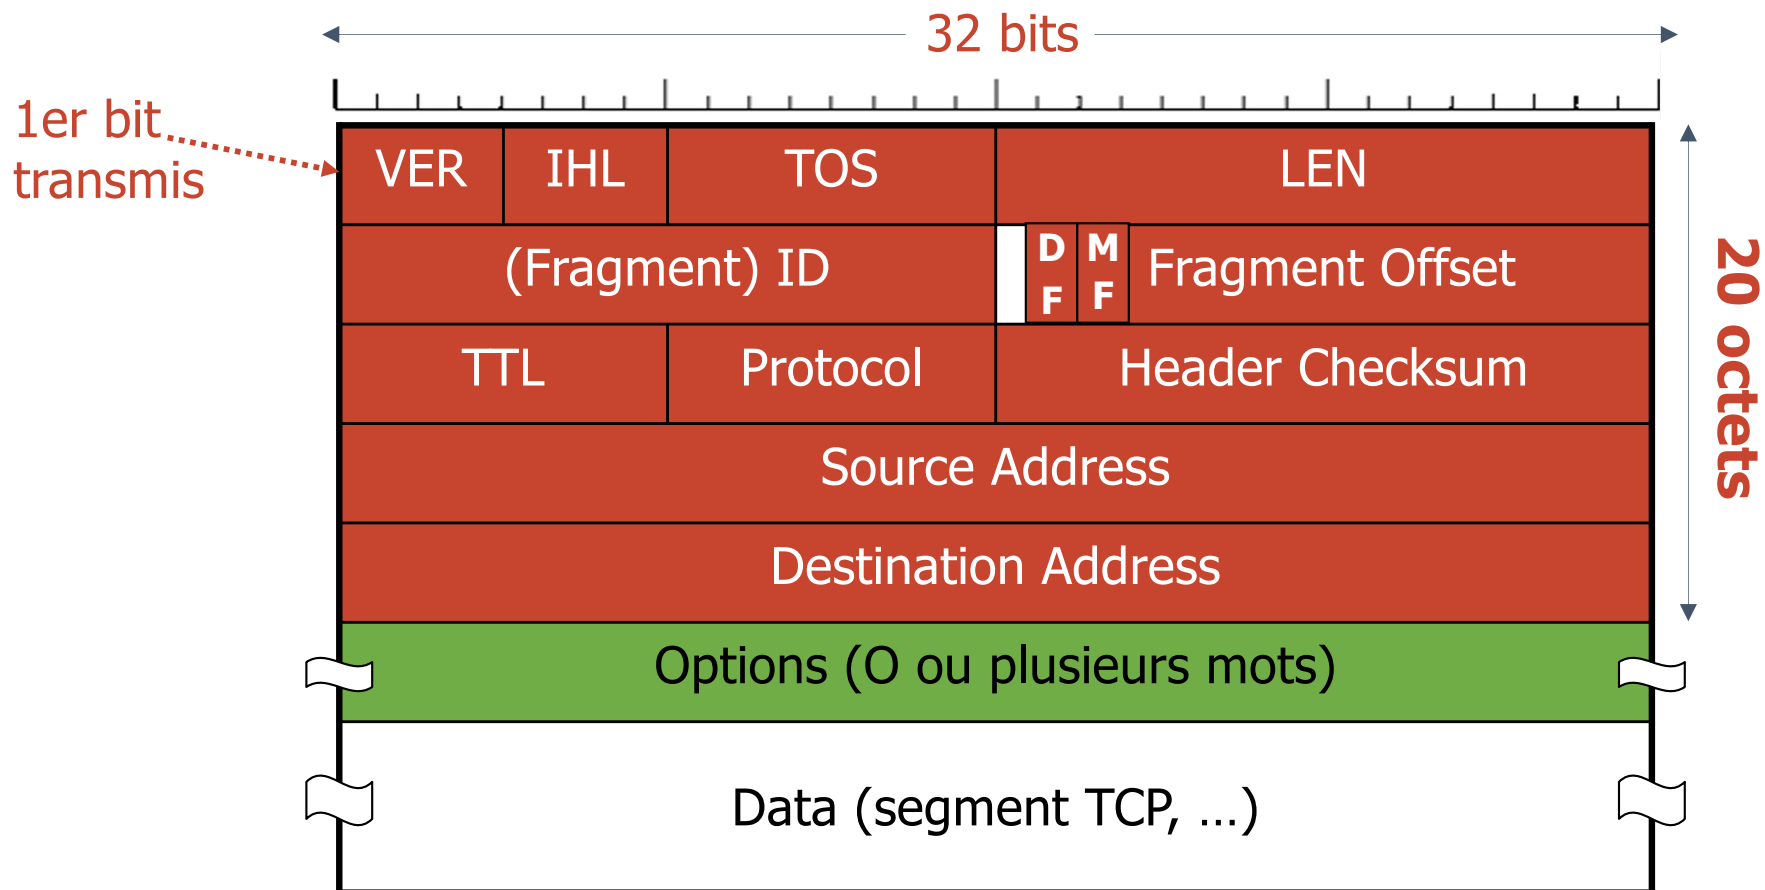 32 bits
1er bit
transmis
VER IHL TOS LEN
(Fragment) ID D F M F Fragment Offset
TTL Protocol Header Checksum
Source Address
Destination Address
20 octets
Options (O ou plusieurs mots)
Data (segment TCP, ...)